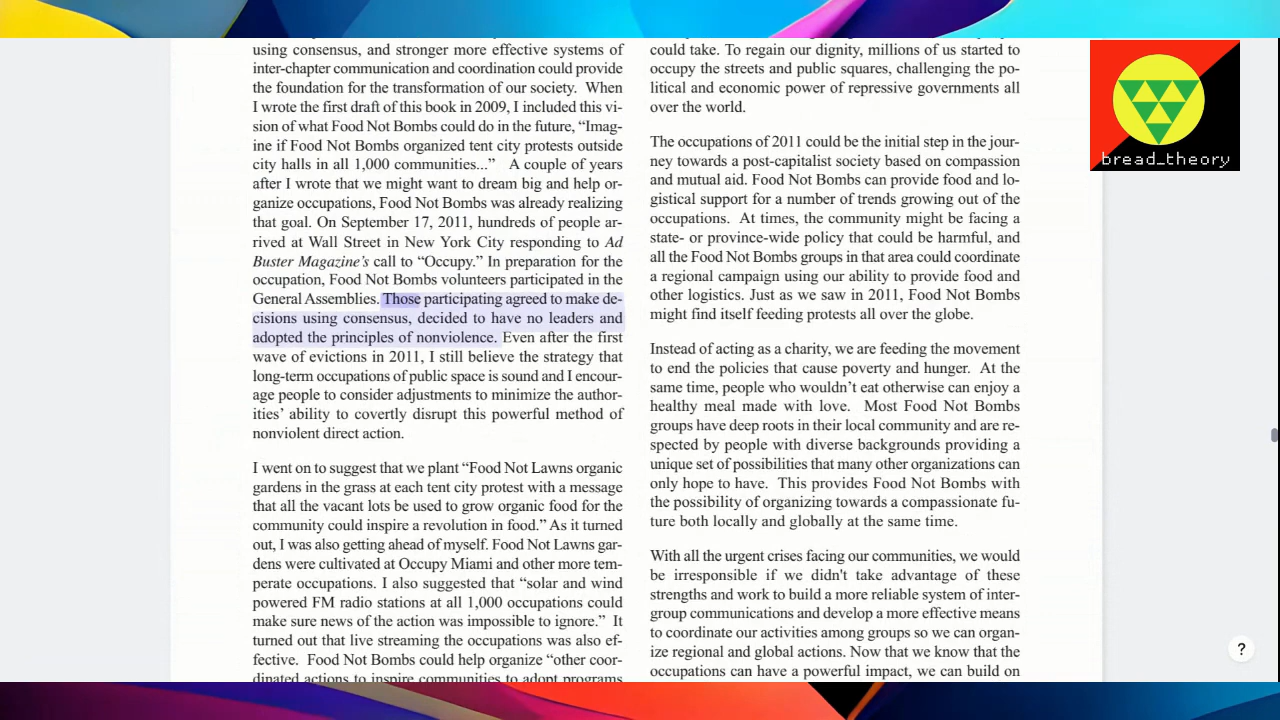 using consensus, and stronger more effective systems of
inter-chapter communication and coordination could provide
the foundation for the transformation of our society. When
I wrote the first draft of this book in 2009, I included this vi-
sion of what Food Not Bombs could do in the future, “Imag-
ine if Food Not Bombs organized tent city protests outside
city halls in all 1,000 communities...” A couple of years
after I wrote that we might want to dream big and help or-
ganize occupations, Food Not Bombs was already realizing
that goal. On September 17, 2011, hundreds of people ar-
rived at Wall Street in New York City responding to Ad
Buster Magazine’s call to “Occupy.” In preparation for the
occupation, Food Not Bombs volunteers participated in the
General Assemblies. Those participating agreed to make de-
cisions using consensus, decided to have no leaders and
adopted the principles of nonviolence. Even after the first
wave of evictions in 2011, I still believe the strategy that
long-term occupations of public space is sound and I encour-
age people to consider adjustments to minimize the author-
ities’ ability to covertly disrupt this powerful method of
nonviolent direct action.
I went on to suggest that we plant “Food Not Lawns organic
gardens in the grass at each tent city protest with a message
that all the vacant lots be used to grow organic food for the
community could inspire a revolution in food.” As it turned
out, I was also getting ahead of myself. Food Not Lawns gar-
dens were cultivated at Occupy Miami and other more tem-
perate occupations. I also suggested that “solar and wind
powered FM radio stations at all 1,000 occupations could
make sure news of the action was impossible to ignore.” It
turned out that live streaming the occupations was also ef-
fective. Food Not Bombs could help organize “other coor-
dinated actions to inspire communities to adopt programs
could take. To regain our dignity, millions of us started to
occupy the streets and public squares, challenging the po-
litical and economic power of repressive governments all
over the world.
The occupations of 2011 could be the initial step in the jour-
ney towards a post-capitalist society based on compassion
and mutual aid. Food Not Bombs can provide food and lo-
gistical support for a number of trends growing out of the
occupations. At times, the community might be facing a
state- or province-wide policy that could be harmful, and
all the Food Not Bombs groups in that area could coordinate
a regional campaign using our ability to provide food and
other logistics. Just as we saw in 2011, Food Not Bombs
might find itself feeding protests all over the globe.
Instead of acting as a charity, we are feeding the movement
to end the policies that cause poverty and hunger. At the
same time, people who wouldn’t eat otherwise can enjoy a
healthy meal made with love. Most Food Not Bombs
groups have deep roots in their local community and are re-
spected by people with diverse backgrounds providing a
unique set of possibilities that many other organizations can
only hope to have. This provides Food Not Bombs with
the possibility of organizing towards a compassionate fu-
ture both locally and globally at the same time.
With all the urgent crises facing our communities, we would
be irresponsible if we didn't take advantage of these
strengths and work to build a more reliable system of inter-
group communications and develop a more effective means
to coordinate our activities among groups so we can organ-
ize regional and global actions. Now that we know that the
occupations can have a powerful impact, we can build on
bread_theory
?